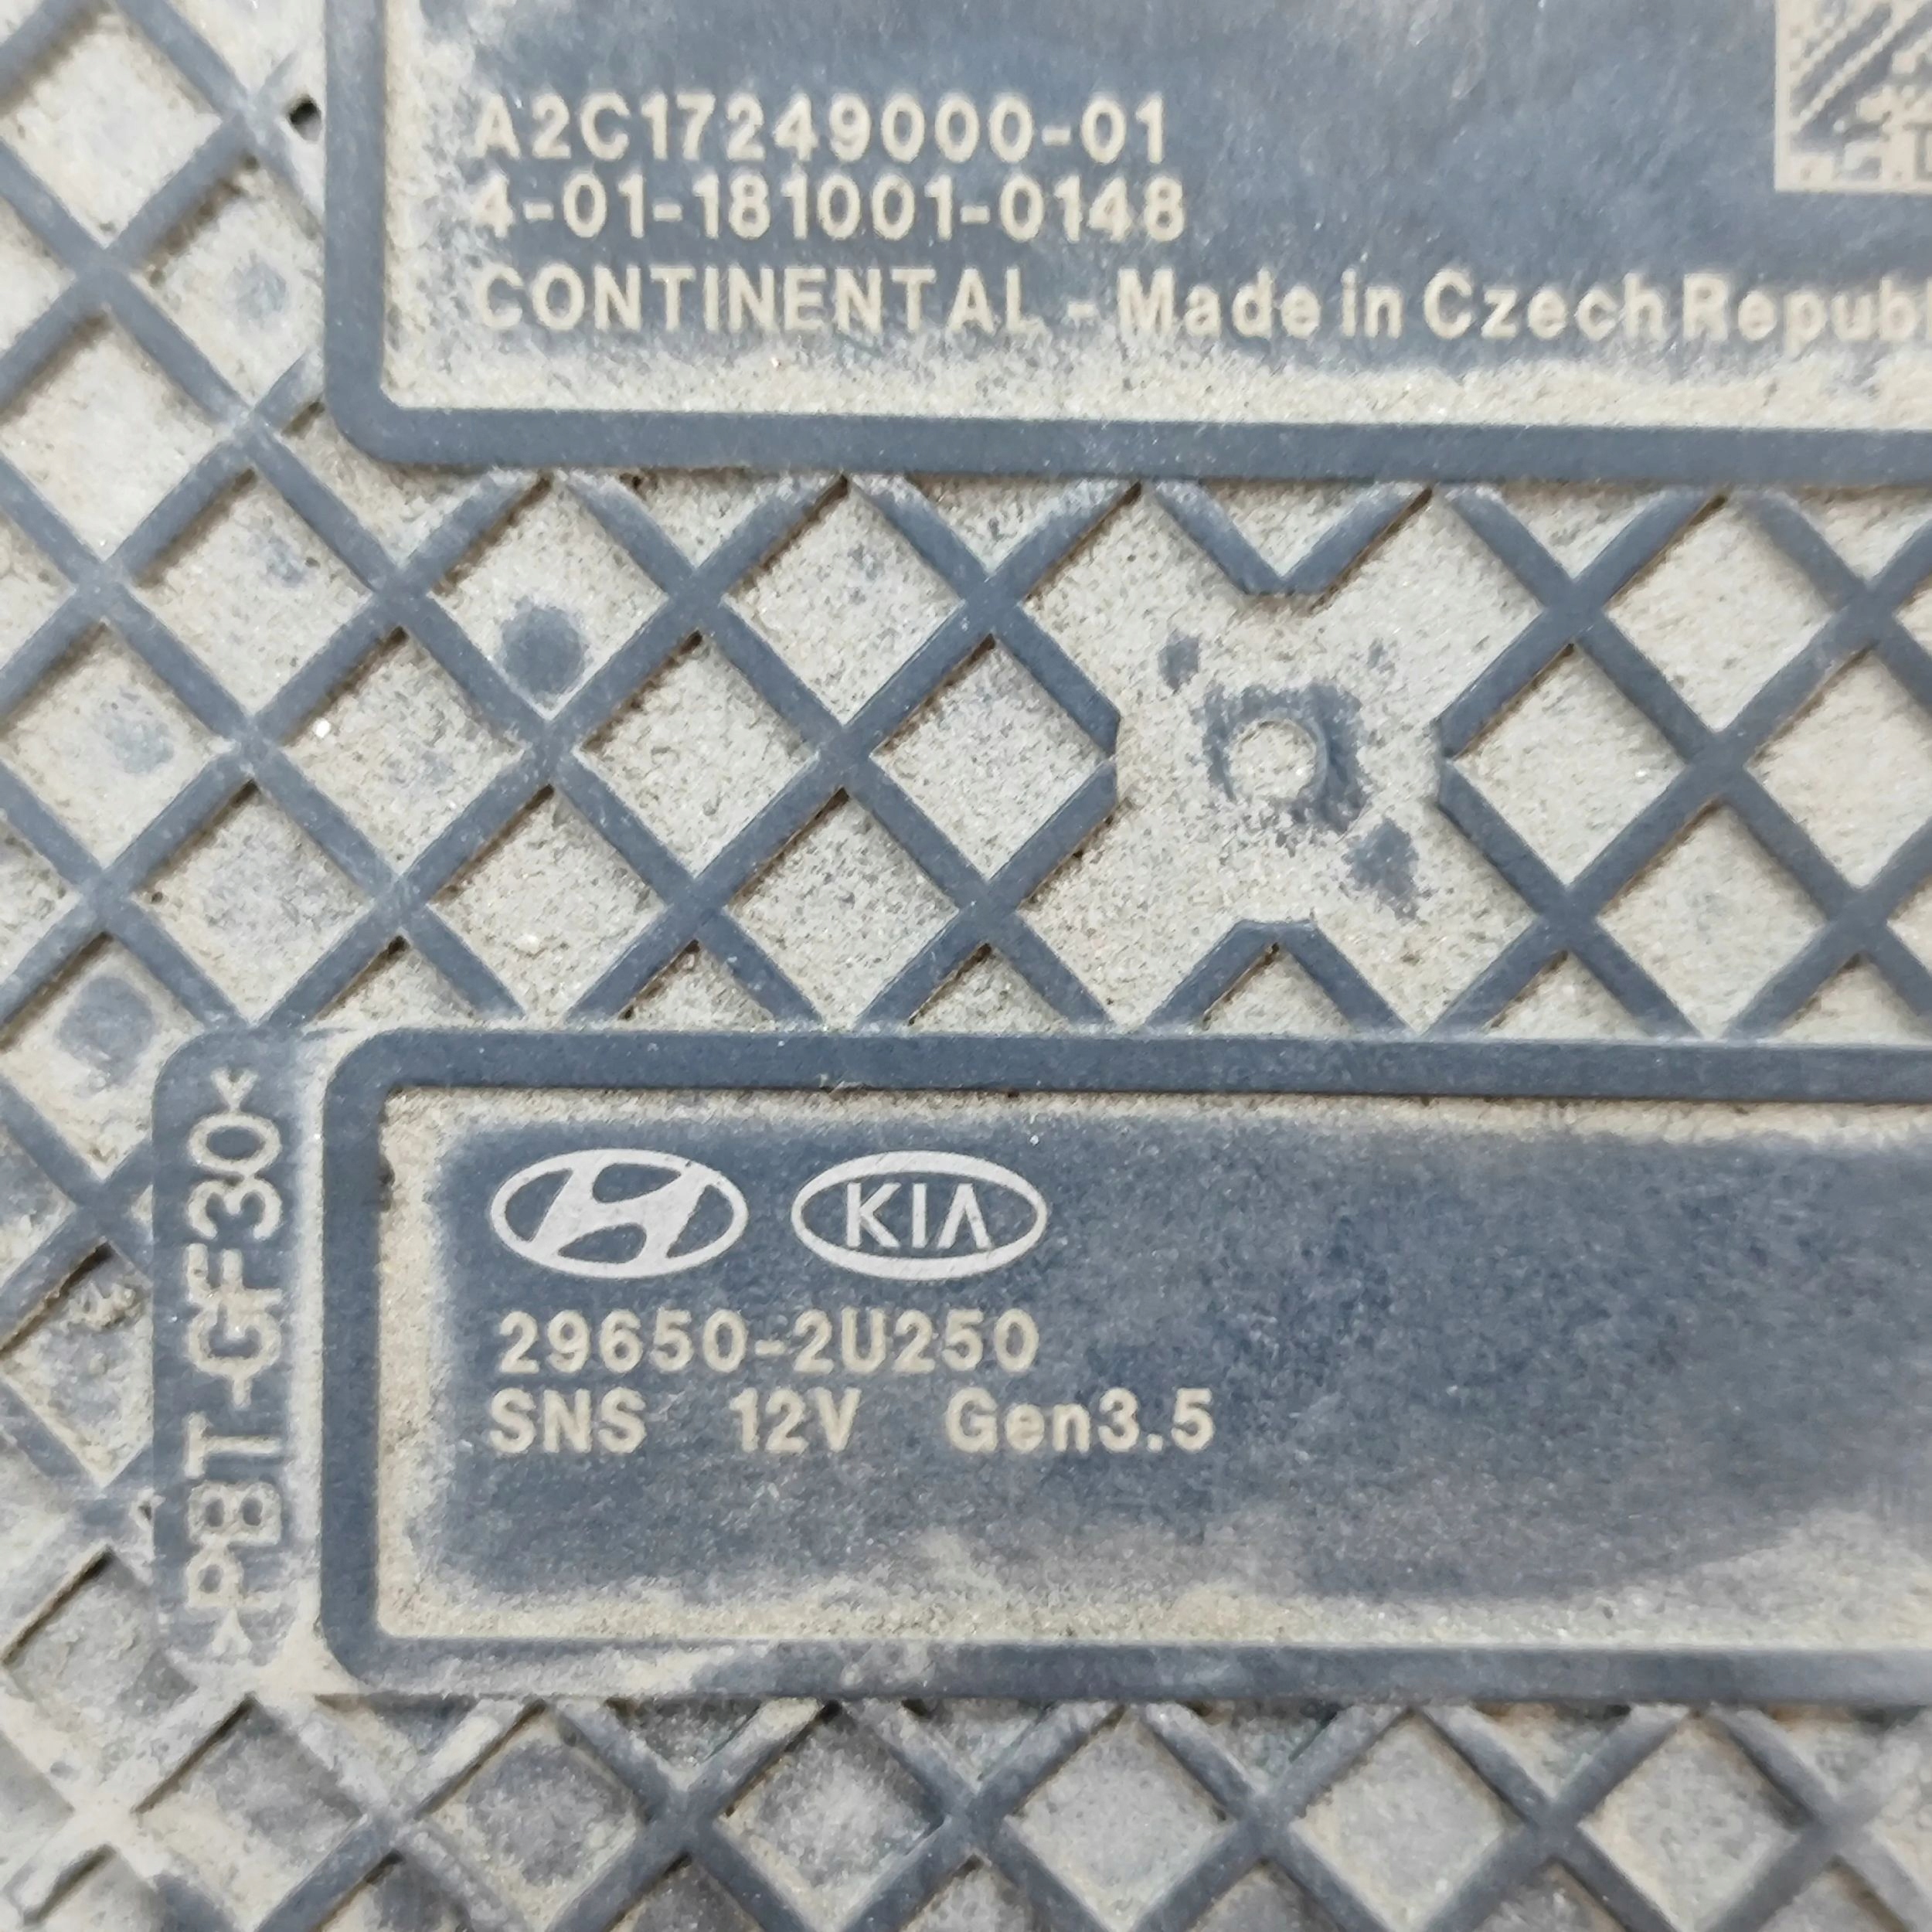 A2C17249000-01
4-01-181001-0148
CONTINENTAL - Made in Czech Republ
>PBT-GF30<
KIA
29650-2U250
SNS 12V Gen3.5